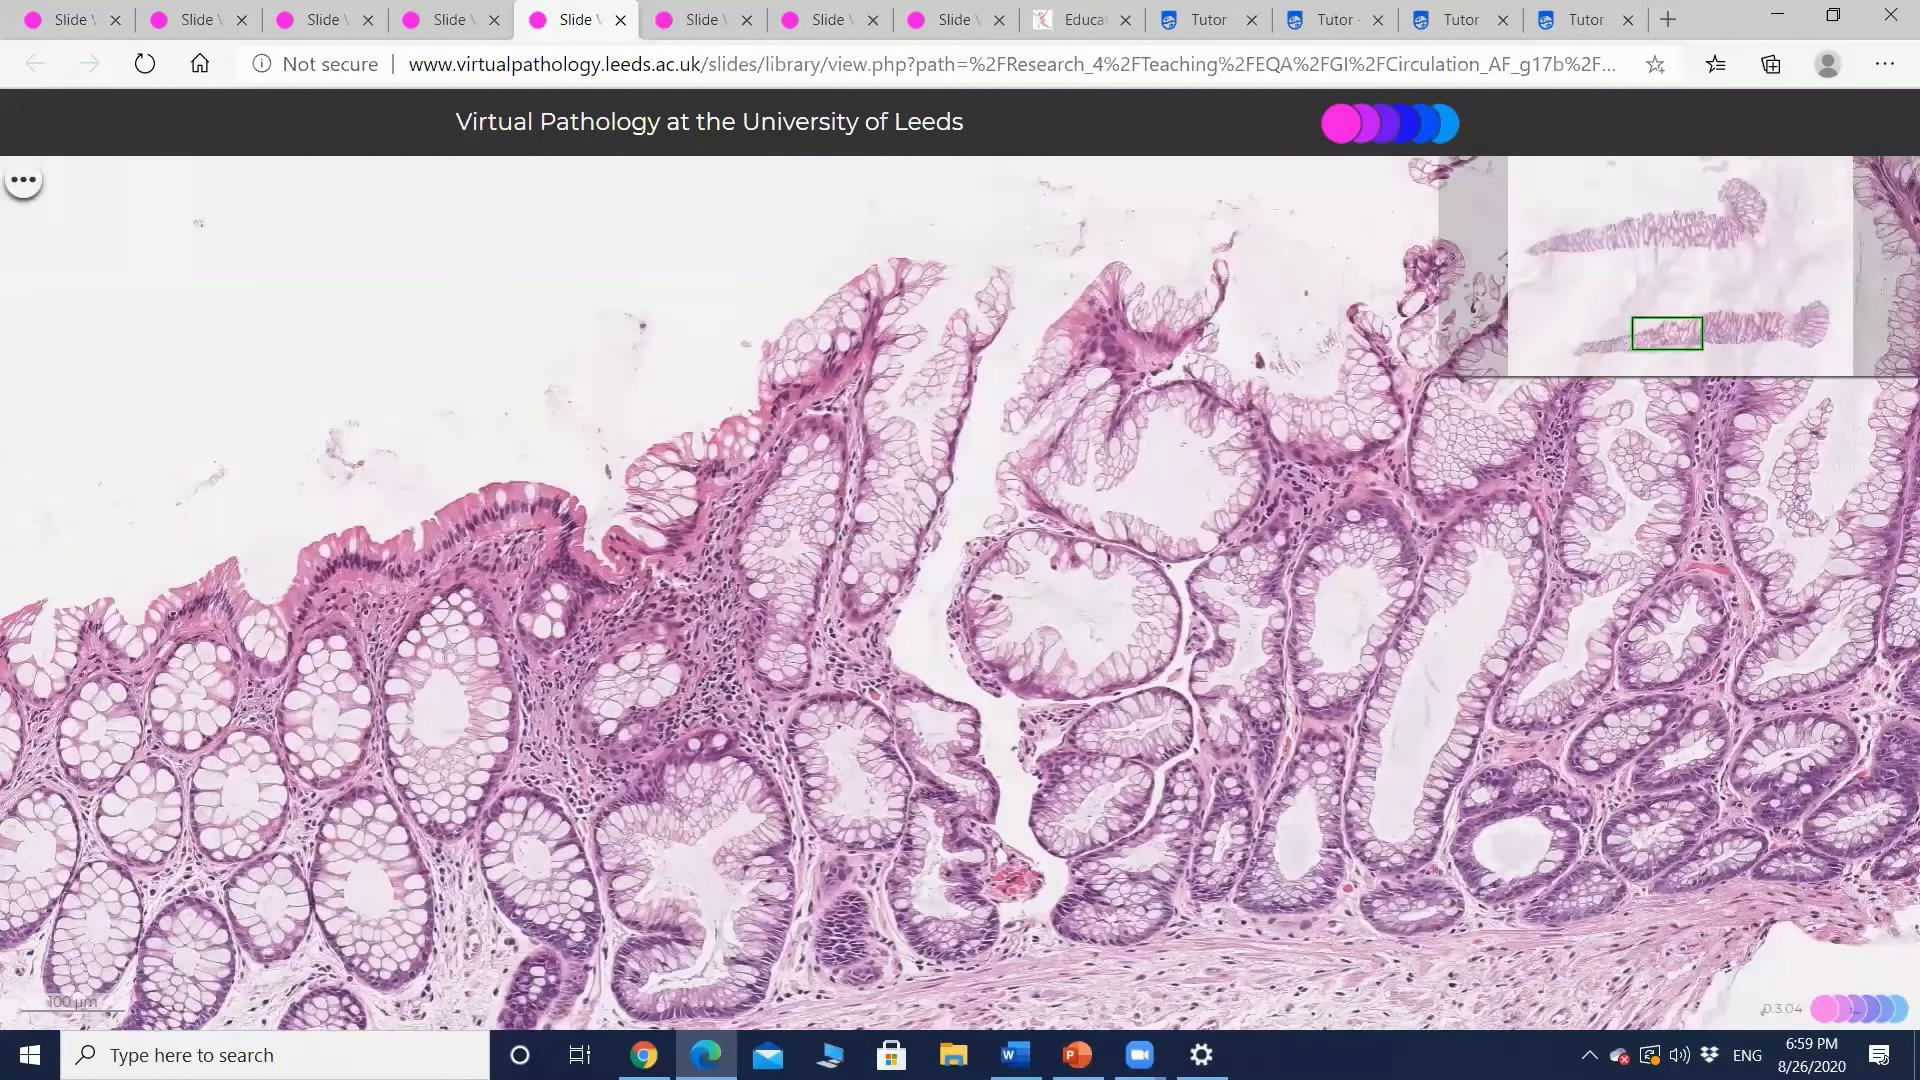 Slide \ Slide \ Slide \ Slide \ Slide \ Slide \ Slide \ Slide \ Educat Tutor Tutor - Tutor Tutor
Not secure | www.virtualpathology.leeds.ac.uk/slides/library/view.php?path=%2FResearch_4%2FTeaching%2FEQA%2FGI%2FCirculation_AF_g17b%2F...
Virtual Pathology at the University of Leeds
100 µm
0.3.04
Type here to search
ENG
6:59 PM
8/26/2020